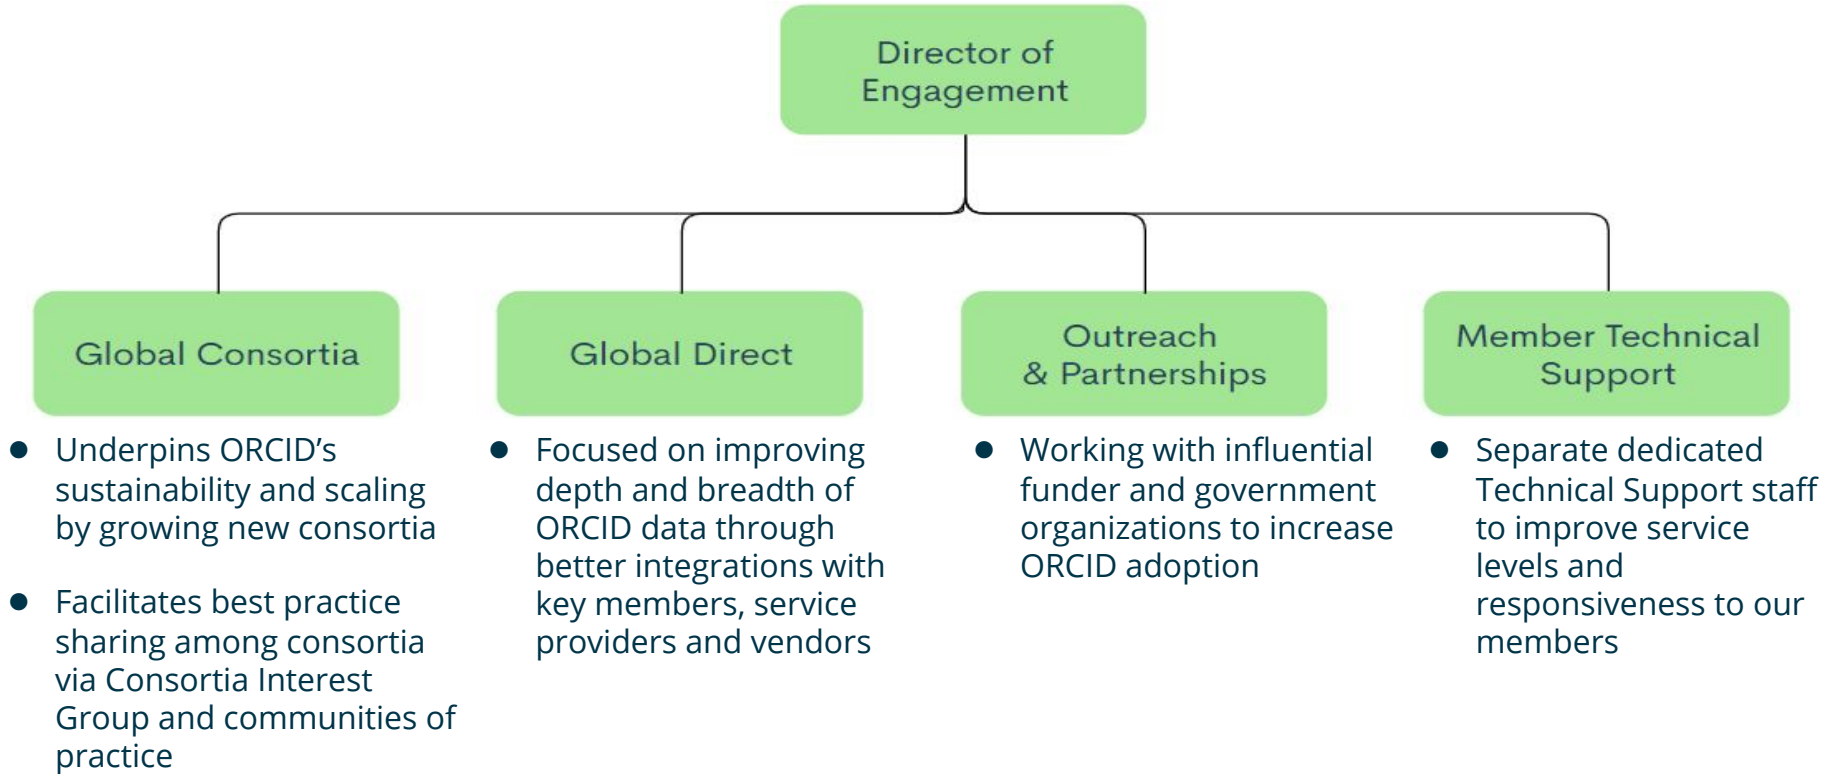 Director of
Engagement
Global Consortia
Global Direct
Outreach
& Partnerships
Member Technical
Support
● Underpins ORCID’s
sustainability and scaling
by growing new consortia
● Facilitates best practice
sharing among consortia
via Consortia Interest
Group and communities of
practice
● Focused on improving
depth and breadth of
ORCID data through
better integrations with
key members, service
providers and vendors
● Working with influential
funder and government
organizations to increase
ORCID adoption
● Separate dedicated
Technical Support staff
to improve service
levels and
responsiveness to our
members